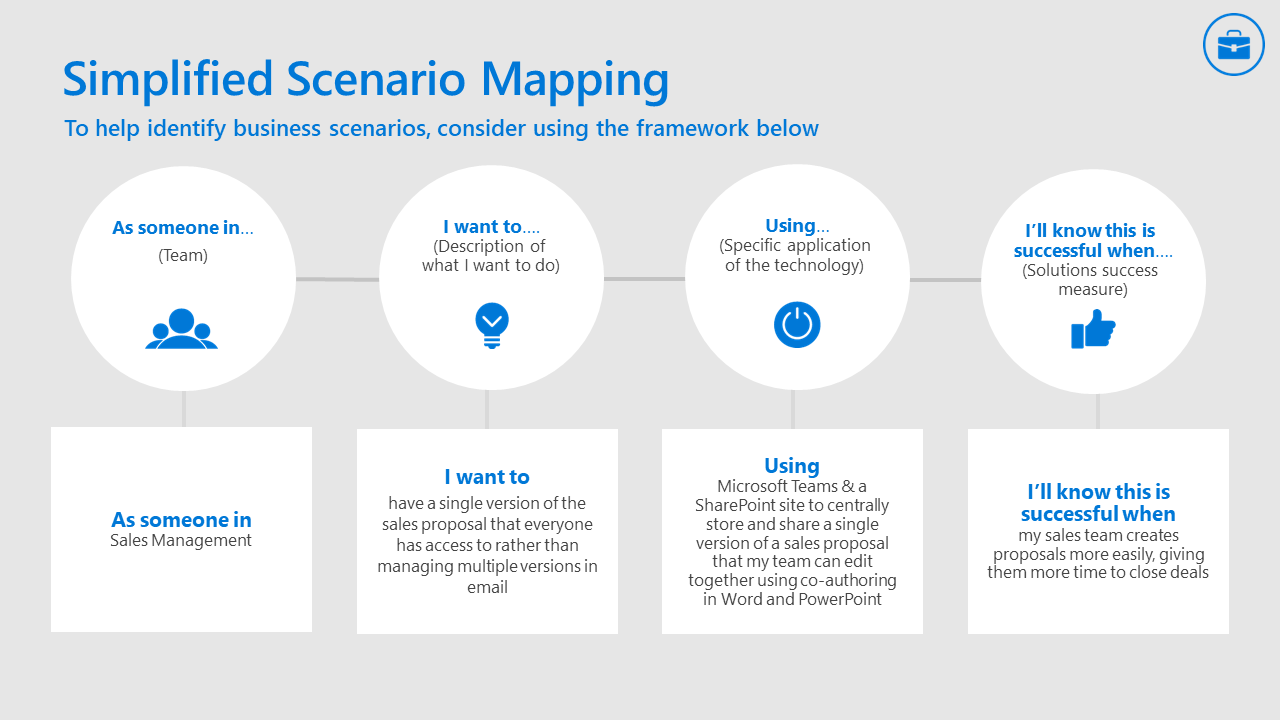 Simplified Scenario Mapping
To help identify business scenarios, consider using the framework below
As someone in...
(Team)
I want to....
(Description of
what I want to do)
Using...
(Specific application
of the technology)
I’ll know this is
successful when....
(Solutions success
measure)
As someone in
Sales Management
I want to
have a single version of the
sales proposal that everyone
has access to rather than
managing multiple versions in
email
Using
Microsoft Teams & a
SharePoint site to centrally
store and share a single
version of a sales proposal
that my team can edit
together using co-authoring
in Word and PowerPoint
I’ll know this is
successful when
my sales team creates
proposals more easily, giving
them more time to close deals